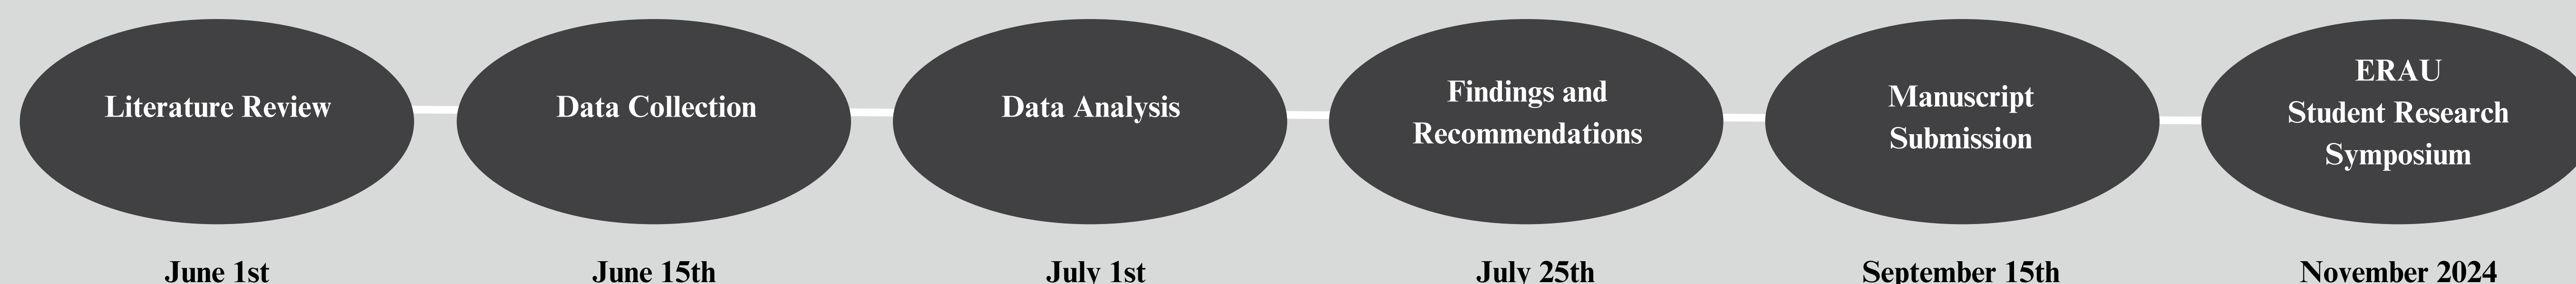 Literature Review
Data Collection
Data Analysis
Findings and
Recommendations
Manuscript
Submission
ERAU
Student Research
Symposium
June 1st
June 15th
July 1st
July 25th
September 15th
November 2024